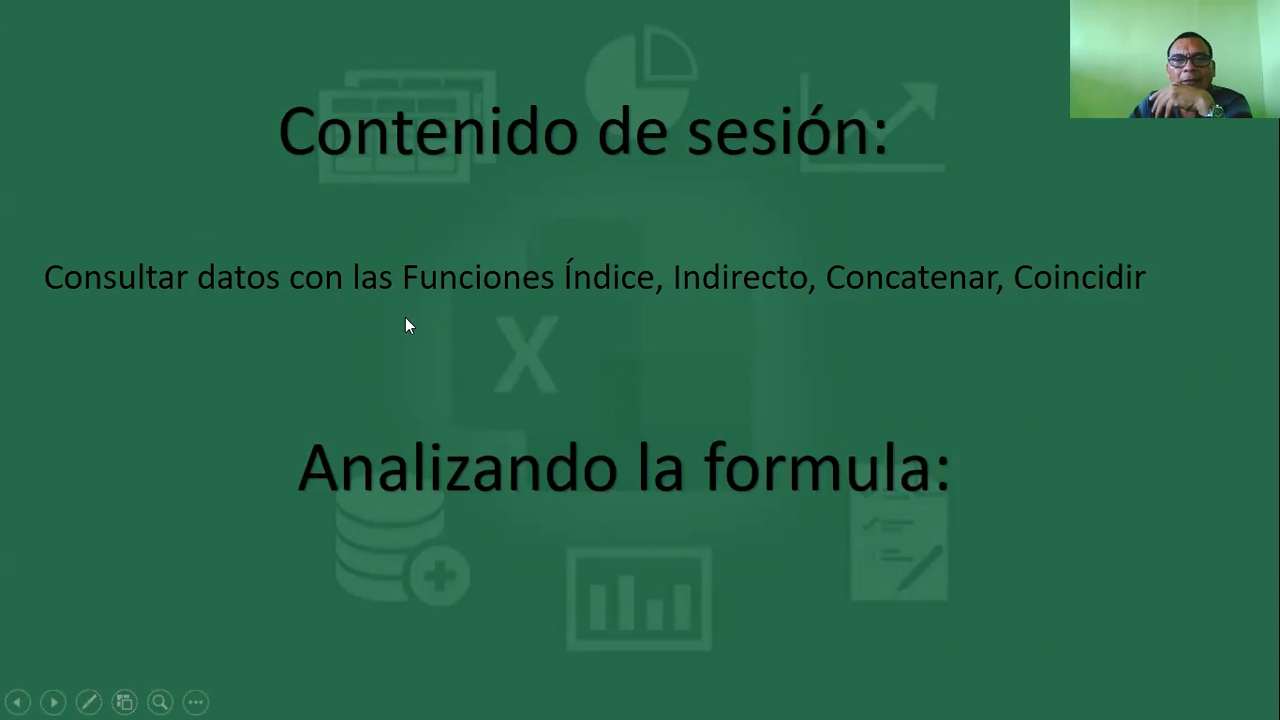 Contenido de sesión:
Consultar datos con las Funciones Índice, Indirecto, Concatenar, Coincidir
X
Analizando la formula: